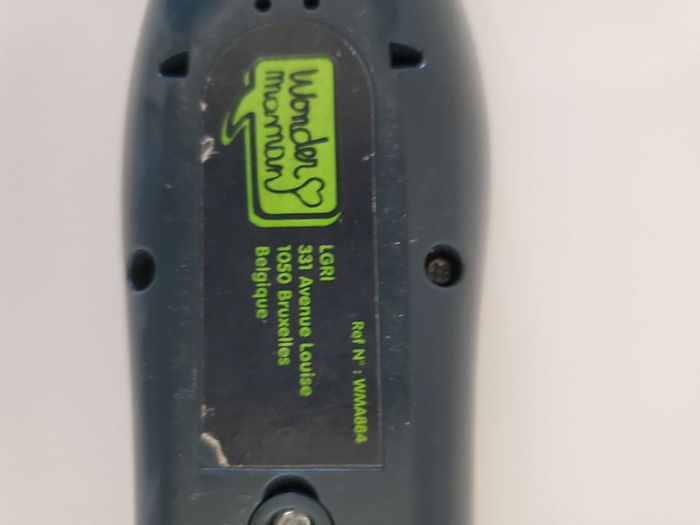 Wonder
maman
LGRI
331 Avenue Louise
1050 Bruxelles
Belgique
Ref N° : WMA884